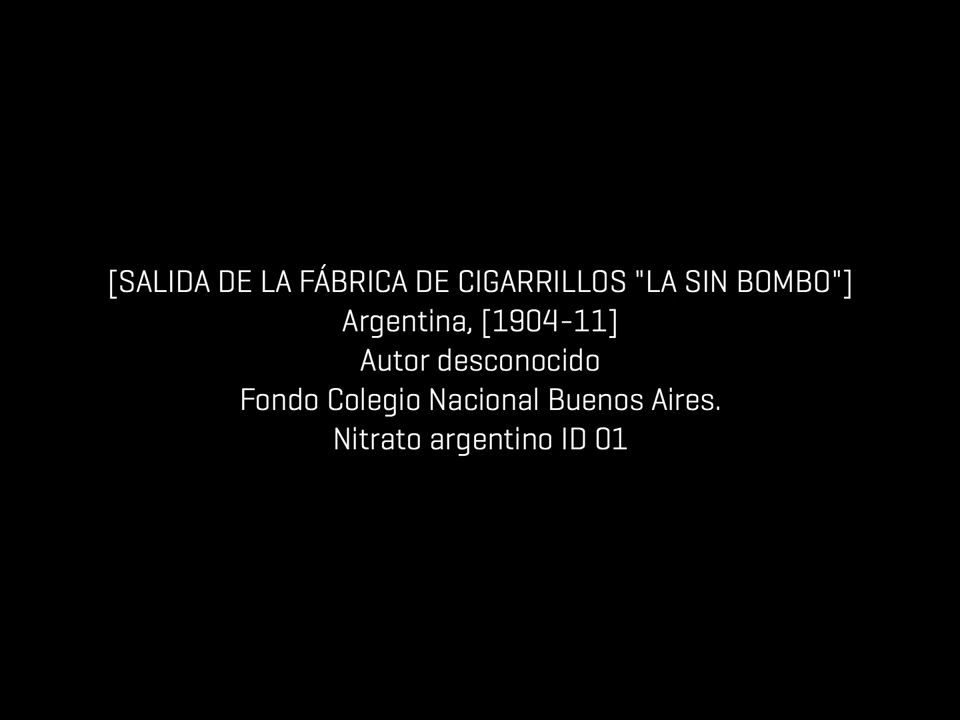 [SALIDA DE LA FÁBRICA DE CIGARRILLOS "LA SIN BOMBO"]
Argentina, [1904-11]
Autor desconocido
Fondo Colegio Nacional Buenos Aires.
Nitrato argentino ID 01